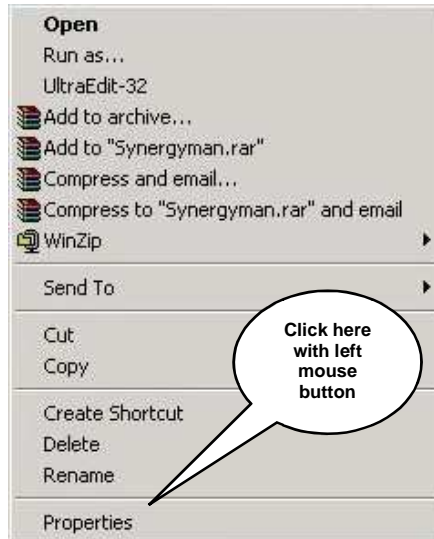 Open
Run as...
UltraEdit-32
Add to archive...
Add to "Synergyman.rar"
Compress and email...
Compress to "Synergyman.rar" and email
WinZip
Send To
Cut
Copy
Click here
with left
mouse
button
Create Shortcut
Delete
Rename
Properties